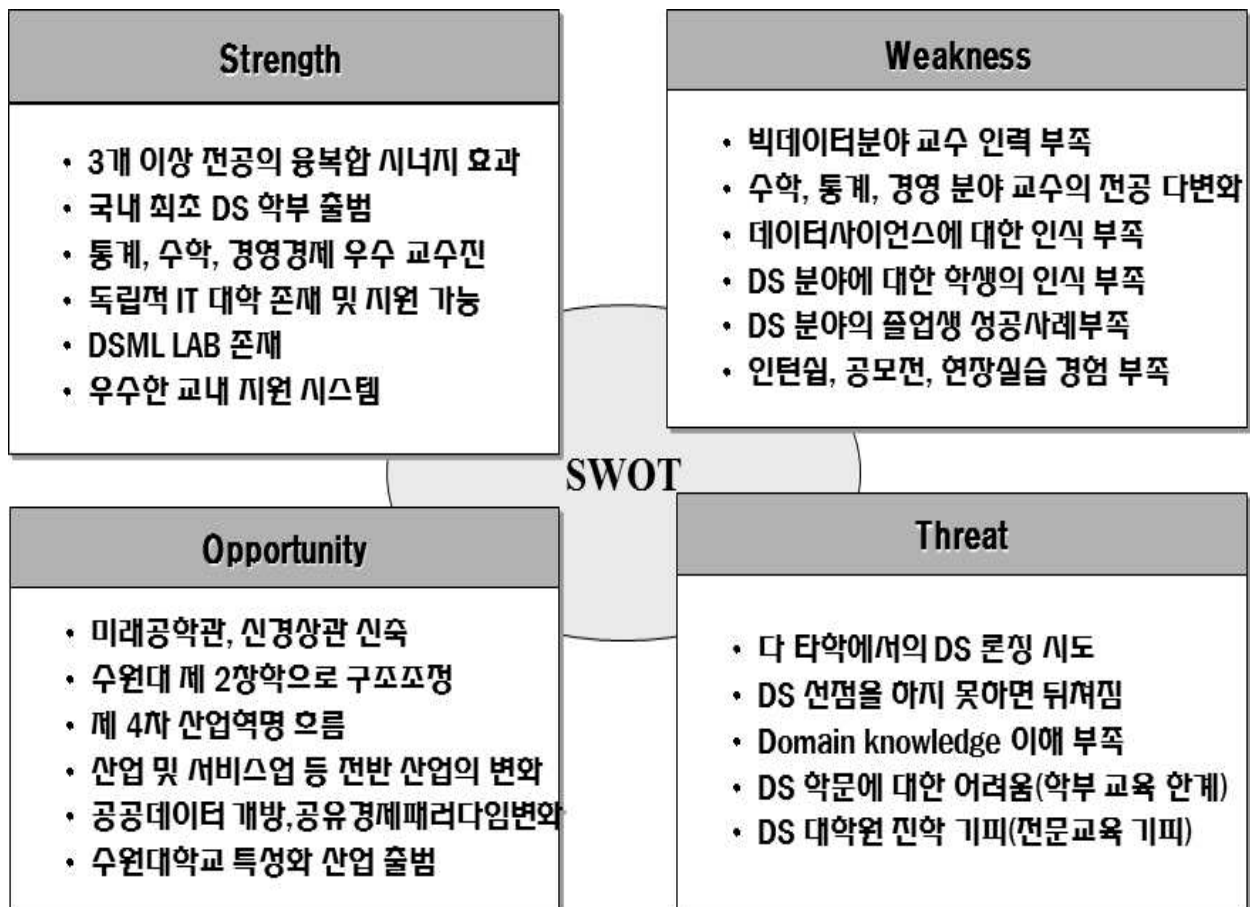 Strength
• 3개 이상 전공의 융복합 시너지 효과
• 국내 최초 DS 학부 출범
• 통계, 수학, 경영경제 우수 교수진
• 독립적 IT 대학 존재 및 지원 가능
• DSML LAB 존재
• 우수한 교내 지원 시스템
Weakness
• 빅데이터분야 교수 인력 부족
• 수학, 통계, 경영 분야 교수의 전공 다변화
• 데이터사이언스에 대한 인식 부족
• DS 분야에 대한 학생의 인식 부족
• DS 분야의 졸업생 성공사례부족
• 인턴쉽, 공모전, 현장실습 경험 부족
SWOT
Opportunity
• 미래공학관, 신경상관 신축
• 수원대 제 2창학으로 구조조정
• 제 4차 산업혁명 흐름
• 산업 및 서비스업 등 전반 산업의 변화
• 공공데이터 개방,공유경제패러다임변화
• 수원대학교 특성화 산업 출범
Threat
• 다 타학에서의 DS 론칭 시도
• DS 선점을 하지 못하면 뒤쳐짐
• Domain knowledge 이해 부족
• DS 학문에 대한 어려움(학부 교육 한계)
• DS 대학원 진학 기피(전문교육 기피)